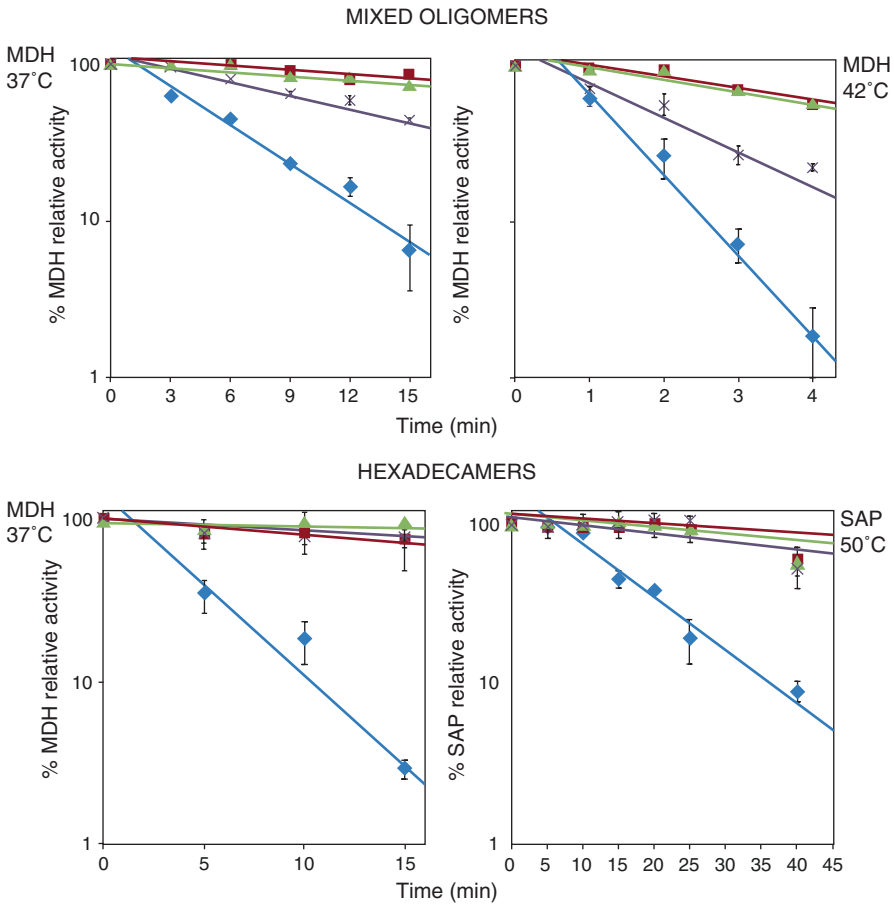 MIXED OLIGOMERS
MDH
37˚C
% MDH relative activity
100
10
1
0 3 6 9 12 15
MDH
42˚C
% MDH relative activity
10
0 1 2 3 4
Time (min)
HEXADECAMERS
MDH
37˚C
% MDH relative activity
100
10
1
0 5 10 15
SAP
50˚C
% SAP relative activity
100
10
1
0 5 10 15 20 25 30 35 40 45
Time (min)